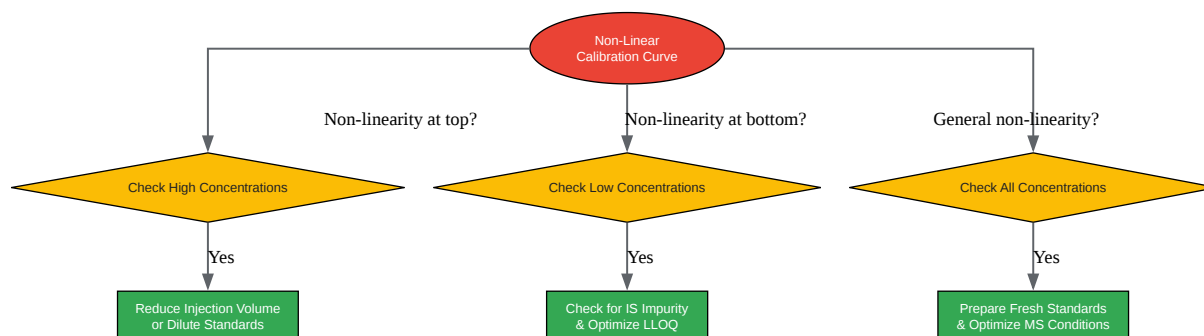 Non-Linear
Calibration Curve
Non-linearity at top?
Non-linearity at bottom?
General non-linearity?
Check High Concentrations
Check Low Concentrations
Check All Concentrations
Yes
Yes
Yes
Reduce Injection Volume
or Dilute Standards
Check for IS Impurity
& Optimize LLOQ
Prepare Fresh Standards
& Optimize MS Conditions